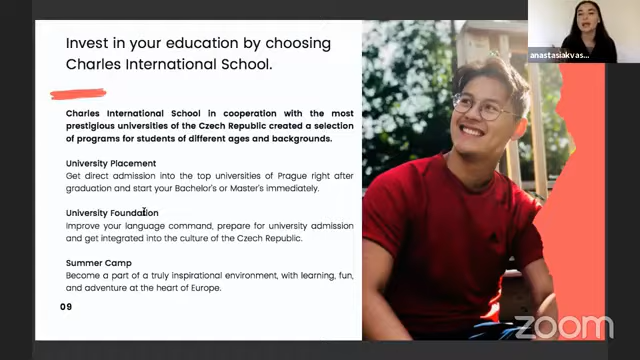 Invest in your education by choosing
Charles International School.
Charles International School in cooperation with the most
prestigious universities of the Czech Republic created a selection
of programs for students of different ages and backgrounds.
University Placement
Get direct admission into the top universities of Prague right after
graduation and start your Bachelor's or Master's immediately.
University Foundation
Improve your language command, prepare for university admission
and get integrated into the culture of the Czech Republic.
Summer Camp
Become a part of a truly inspirational environment, with learning, fun,
and adventure at the heart of Europe.
09
anastasiakvas...
zoom